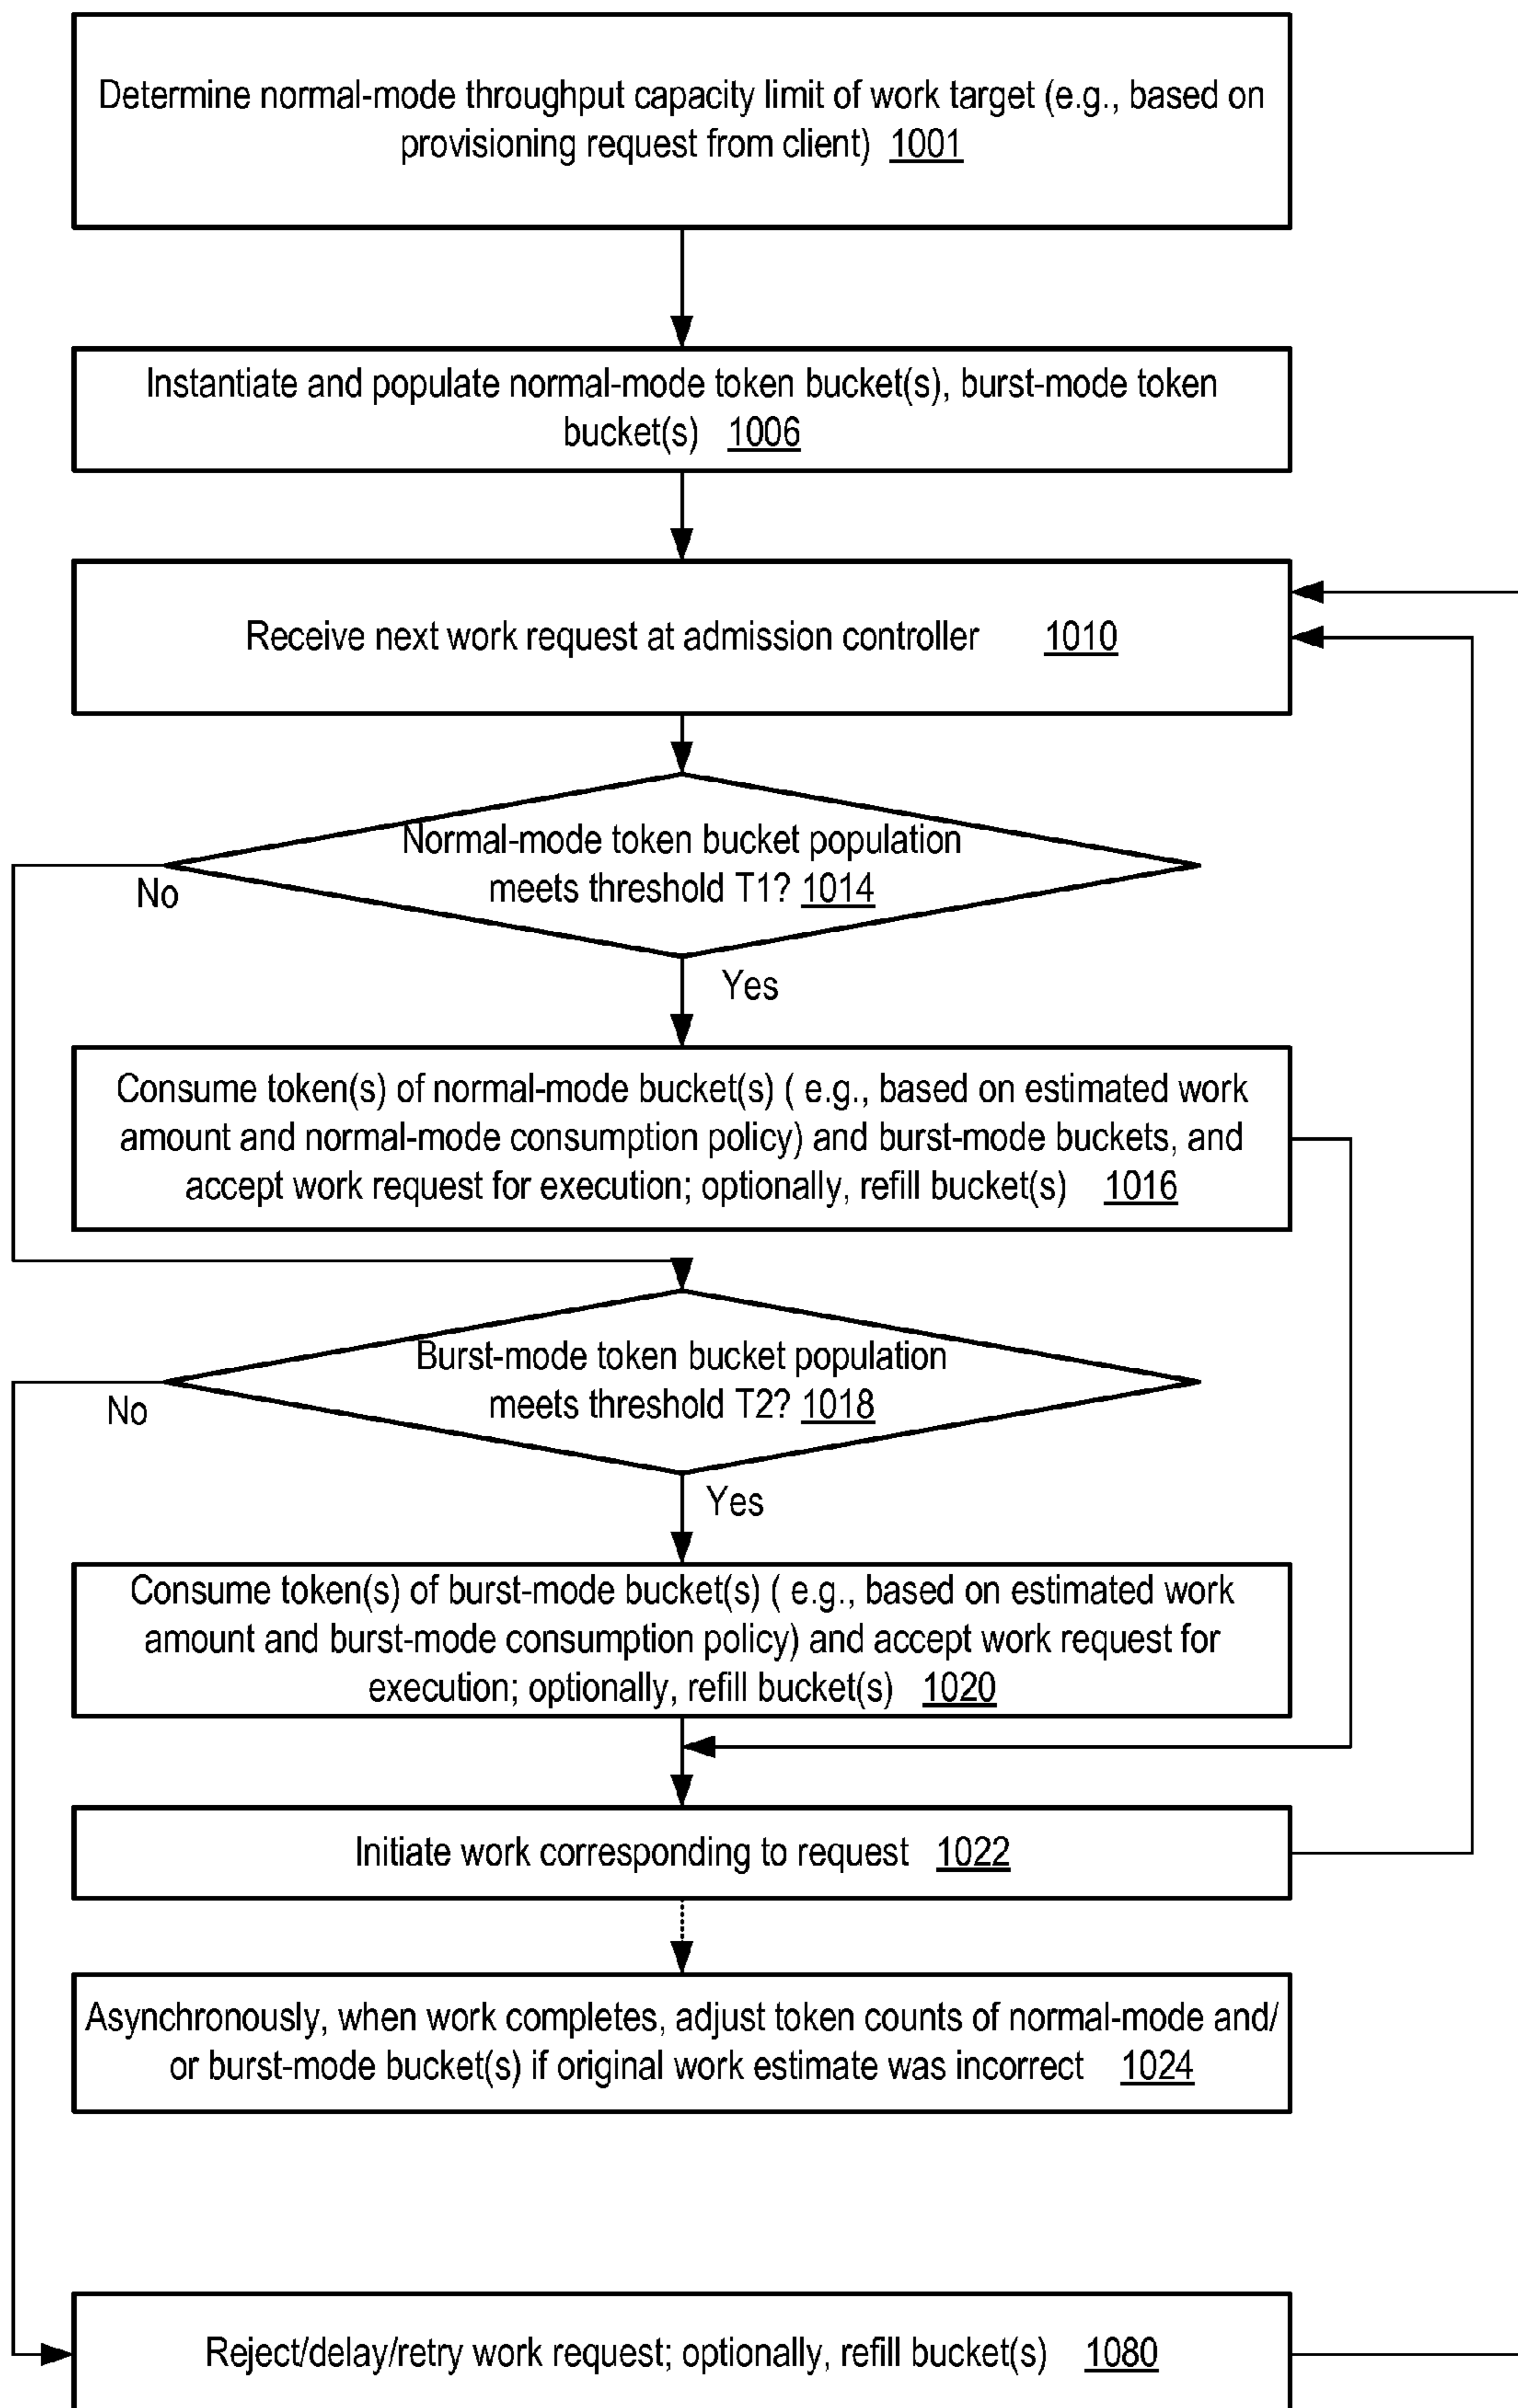 Determine normal-mode throughput capacity limit of work target (e.g., based on
provisioning request from client) 1001
Instantiate and populate normal-mode token bucket(s), burst-mode token
bucket(s) 1006
Receive next work request at admission controller 1010
Normal-mode token bucket population
meets threshold T1? 1014
No
Yes
Consume token(s) of normal-mode bucket(s) ( e.g., based on estimated work
amount and normal-mode consumption policy) and burst-mode buckets, and
accept work request for execution; optionally, refill bucket(s) 1016
Burst-mode token bucket population
meets threshold T2? 1018
No
Yes
Consume token(s) of burst-mode bucket(s) ( e.g., based on estimated work
amount and burst-mode consumption policy) and accept work request for
execution; optionally, refill bucket(s) 1020
Initiate work corresponding to request 1022
Asynchronously, when work completes, adjust token counts of normal-mode and/
or burst-mode bucket(s) if original work estimate was incorrect 1024
Reject/delay/retry work request; optionally, refill bucket(s) 1080